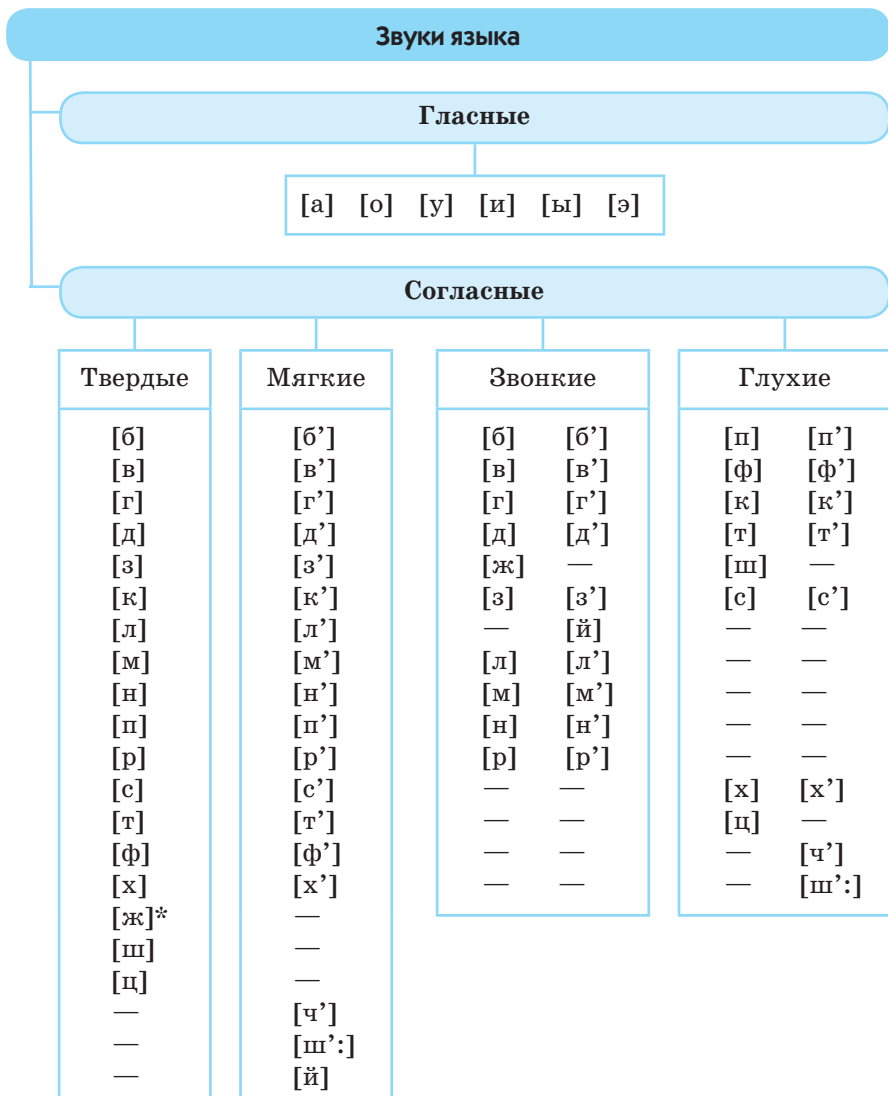 Звуки языка
Гласные
[а] [о] [у] [и] [ы] [э]
Согласные
Твердые Мягкие Звонкие Глухие
[б] [б’] [б] [б’] [п] [п’]
[в] [в’] [в] [в’] [ф] [ф’]
[г] [г’] [г] [г’] [к] [к’]
[д] [д’] [д] [д’] [т] [т’]
[з] [з’] [ж] — [ш] —
[к] [к’] [з] [з’] [с] [с’]
[л] [л’] — [й] — —
[м] [м’] [л] [л’] — —
[н] [н’] [м] [м’] — —
[п] [п’] [н] [н’] — —
[р] [р’] [р] [р’] — —
[с] [с’] — — [х] [х’]
[т] [т’] — — [ц] —
[ф] [ф’] — — — [ч’]
[х] [х’] — — — [ш’:]
[ж]* —
[ш] —
[ц] —
— [ч’]
— [ш’:]
— [й]